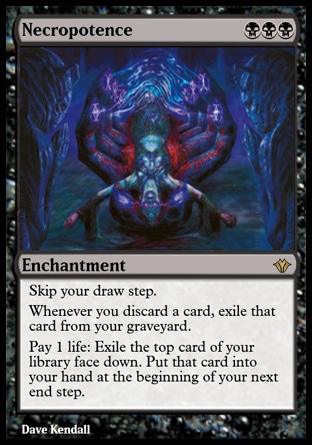 Necropotence
Enchantment
Skip your draw step.
Whenever you discard a card, exile that
card from your graveyard.
Pay 1 life: Exile the top card of your
library face down. Put that card into
your hand at the beginning of your next
end step.
Dave Kendall